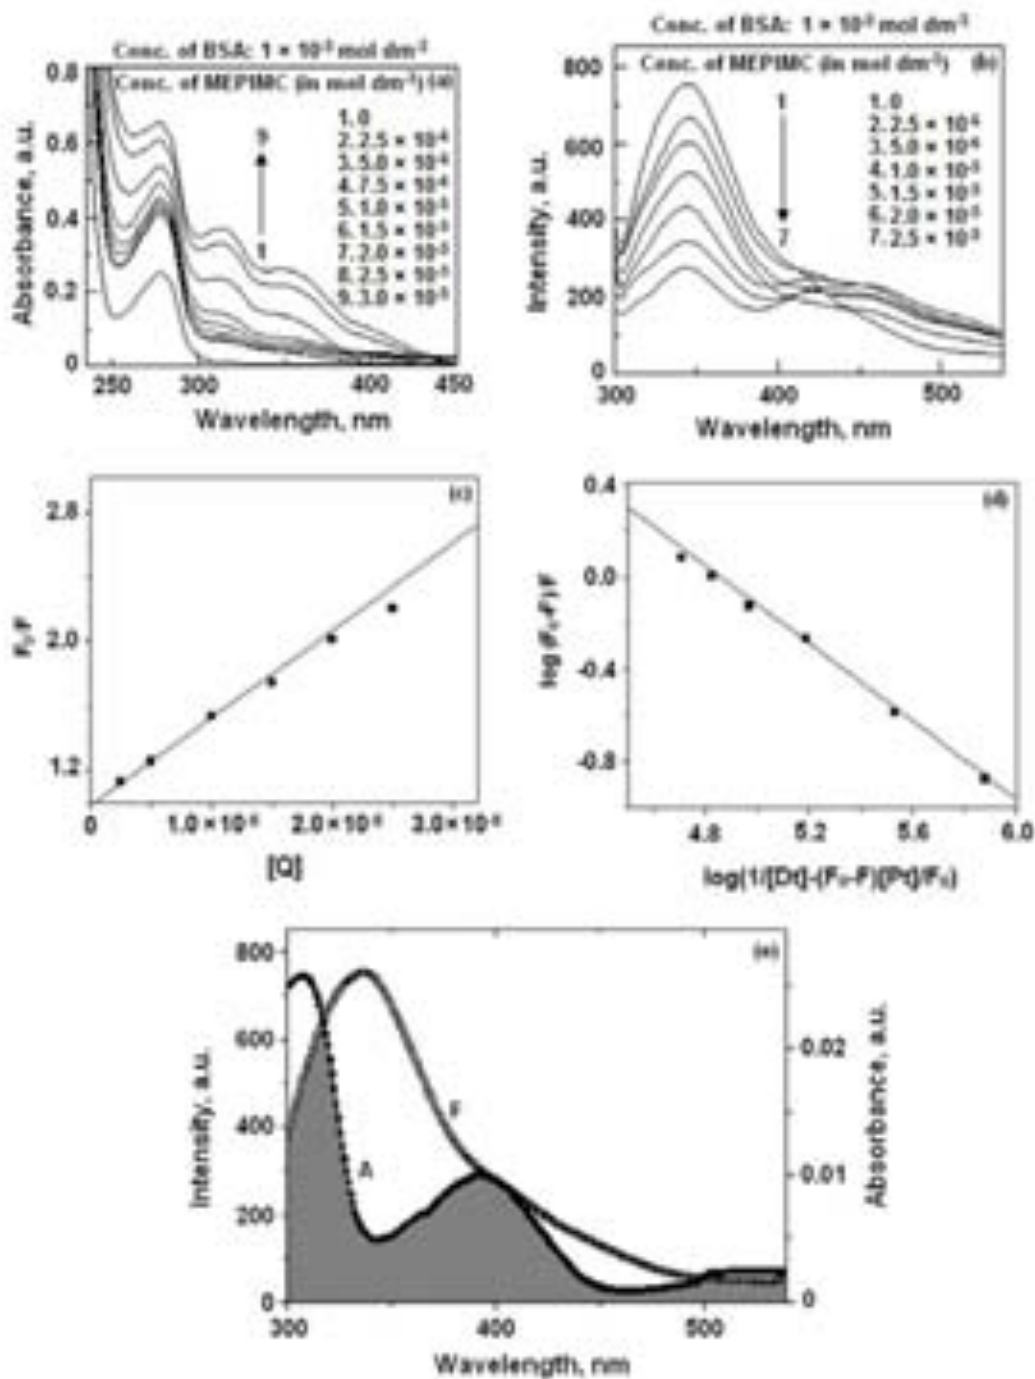 Conc. of BSA: 1 × 10⁻⁵ mol dm⁻³
Conc. of MEPIMC (in mol dm⁻³) (a)
0.8
0.6
0.4
0.2
0
Absorbance, a.u.
9
1
1. 0
2. 2.5 × 10⁻⁶
3. 5.0 × 10⁻⁶
4. 7.5 × 10⁻⁶
5. 1.0 × 10⁻⁵
6. 1.5 × 10⁻⁵
7. 2.0 × 10⁻⁵
8. 2.5 × 10⁻⁵
9. 3.0 × 10⁻⁵
250 300 400 450
Wavelength, nm
Conc. of BSA: 1 × 10⁻⁵ mol dm⁻³
Conc. of MEPIMC (in mol dm⁻³) (b)
800
600
400
200
0
Intensity, a.u.
1
7
1. 0
2. 2.5 × 10⁻⁶
3. 5.0 × 10⁻⁶
4. 1.0 × 10⁻⁵
5. 1.5 × 10⁻⁵
6. 2.0 × 10⁻⁵
7. 2.5 × 10⁻⁵
300 400 500
Wavelength, nm
(c)
2.8
2.0
1.2
F₀/F
0 1.0 × 10 2.0 × 10 3.0 × 10
[Q]
(d)
0.4
0.0
-0.4
-0.8
log (F₀-F)/F
4.8 5.2 5.6 6.0
log(1/[Dt]-(F₀-F)[Pt]/F₀)
(e)
800
600
400
200
0
Intensity, a.u.
F
A
0.02
0.01
0
Absorbance, a.u.
300 400 500
Wavelength, nm